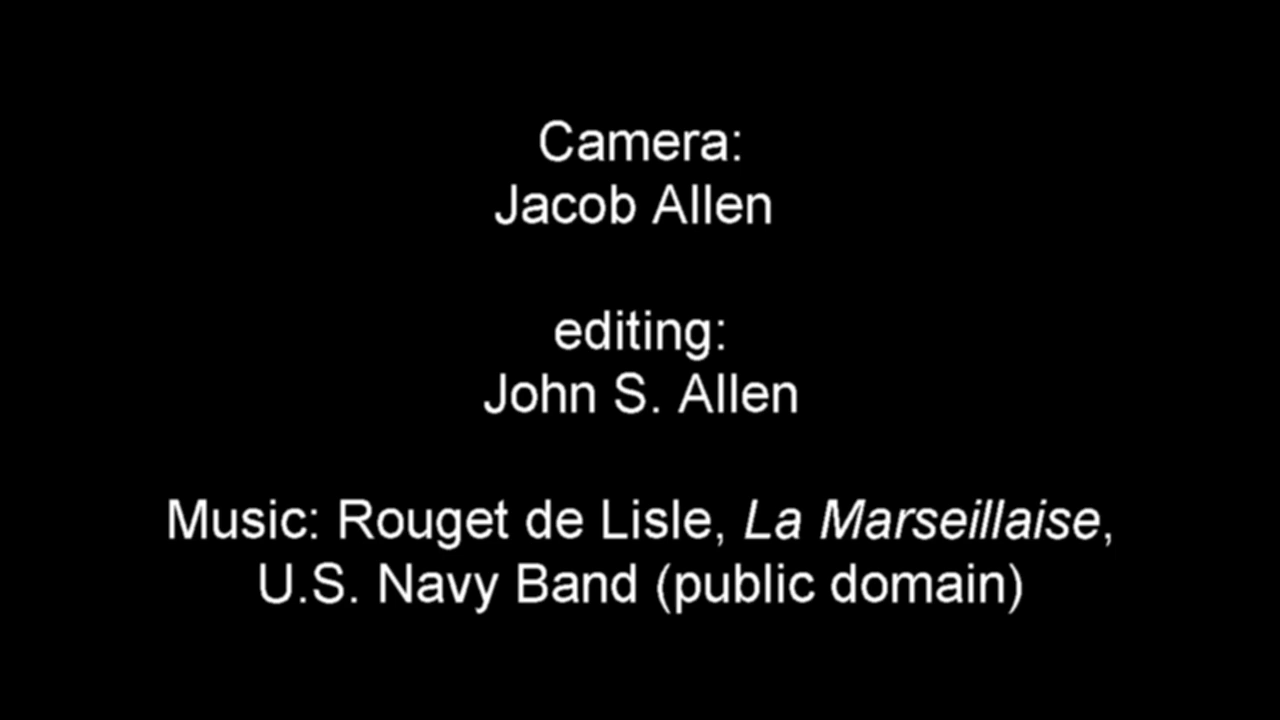 Camera:
Jacob Allen
editing:
John S. Allen
Music: Rouget de Lisle, La Marseillaise,
U.S. Navy Band (public domain)